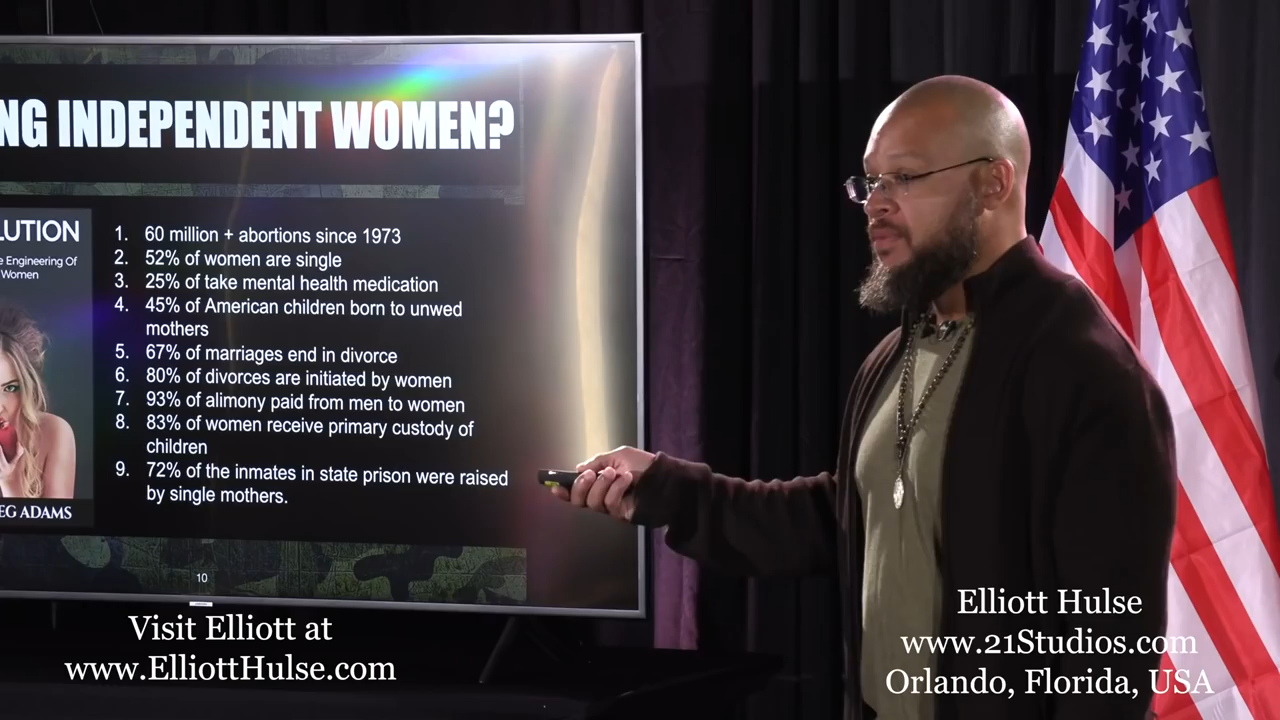 NG INDEPENDENT WOMEN?
LUTION
e Engineering Of
Women
EG ADAMS
1. 60 million + abortions since 1973
2. 52% of women are single
3. 25% of take mental health medication
4. 45% of American children born to unwed
mothers
5. 67% of marriages end in divorce
6. 80% of divorces are initiated by women
7. 93% of alimony paid from men to women
8. 83% of women receive primary custody of
children
9. 72% of the inmates in state prison were raised
by single mothers.
10
Visit Elliott at
www.ElliottHulse.com
Elliott Hulse
www.21Studios.com
Orlando, Florida, USA